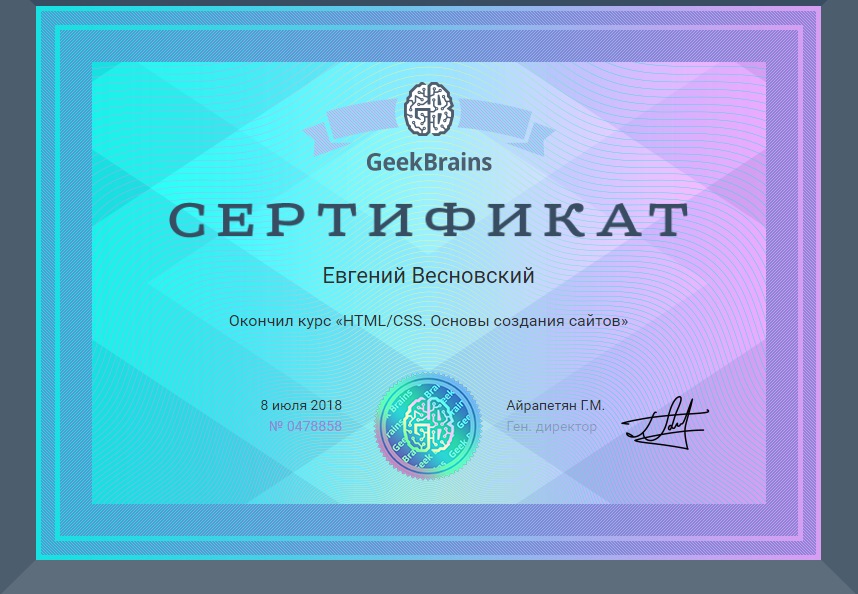 GeekBrains
СЕРТИФИКАТ
Евгений Весновский
Окончил курс «HTML/CSS. Основы создания сайтов»
8 июля 2018
№ 0478858
Айрапетян Г.М.
Ген. директор